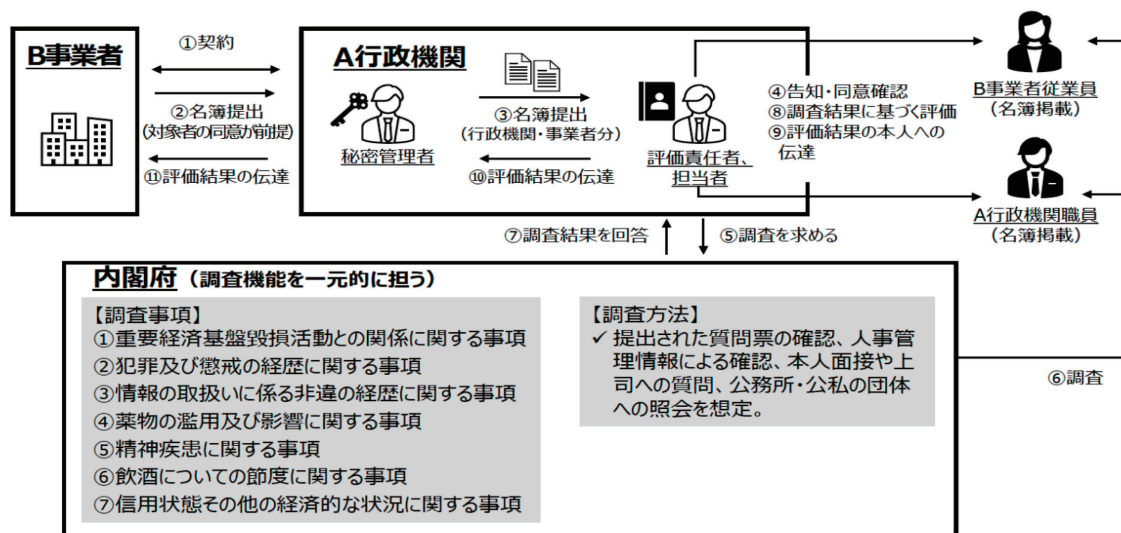 B事業者
①契約
②名簿提出
(対象者の同意が前提)
⑪評価結果の伝達
A行政機関
秘密管理者
③名簿提出
(行政機関・事業者分)
⑩評価結果の伝達
評価責任者、
担当者
④告知・同意確認
⑧調査結果に基づく評価
⑨評価結果の本人への
伝達
B事業者従業員
(名簿掲載)
A行政機関職員
(名簿掲載)
⑦調査結果を回答
⑤調査を求める
内閣府(調査機能を一元的に担う)
【調査事項】
①重要経済基盤毀損活動との関係に関する事項
②犯罪及び懲戒の経歴に関する事項
③情報の取扱いに係る非違の経歴に関する事項
④薬物の濫用及び影響に関する事項
⑤精神疾患に関する事項
⑥飲酒についての節度に関する事項
⑦信用状態その他の経済的な状況に関する事項
【調査方法】
✓ 提出された質問票の確認、人事管
理情報による確認、本人面接や上
司への質問、公務所・公私の団体
への照会を想定。
⑥調査